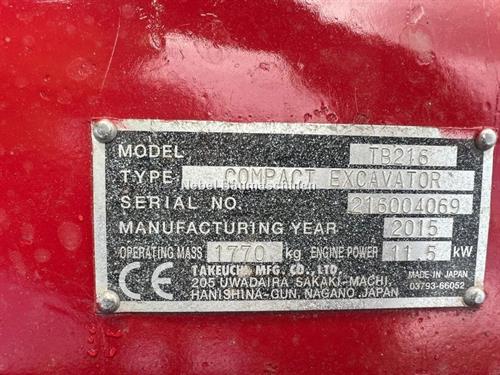 MODEL TB216
TYPE COMPACT EXCAVATOR
SERIAL NO. 216004069
MANUFACTURING YEAR 2015
OPERATING MASS 1770 kg ENGINE POWER 11.5 kW
CE TAKEUCHI MFG. CO., LTD.
205 UWADAIRA, SAKAKI-MACHI,
HANISHINA-GUN, NAGANO, JAPAN
MADE IN JAPAN
03793-66052